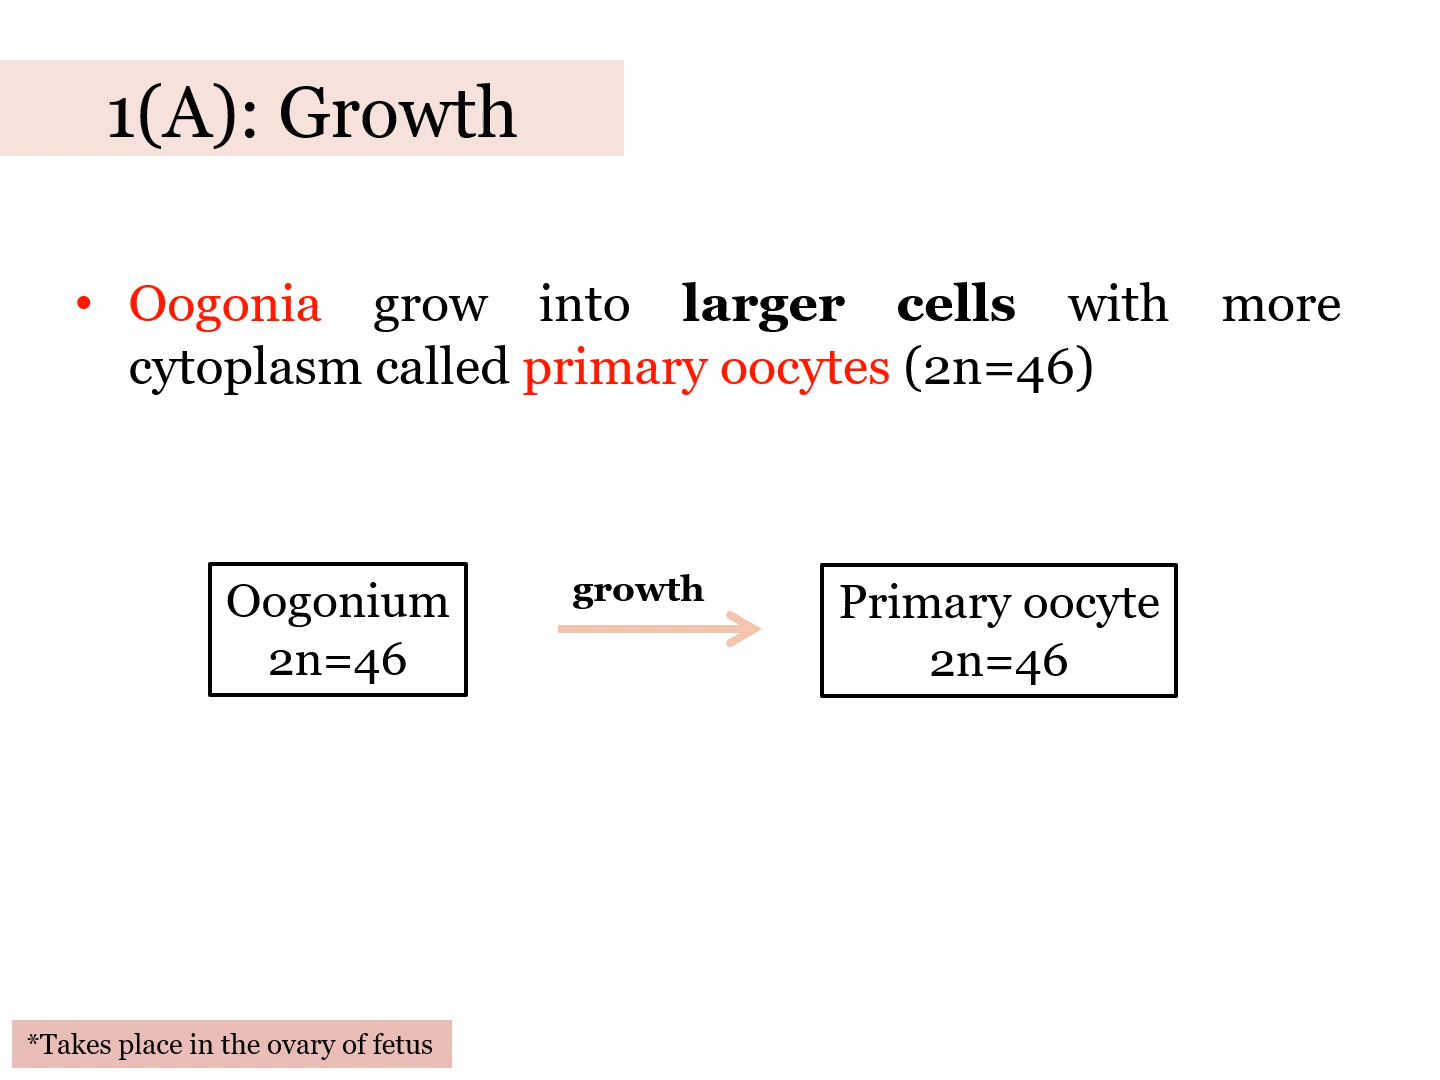 1(A): Growth
• Oogonia grow into larger cells with more
cytoplasm called primary oocytes (2n=46)
Oogonium
2n=46
growth
Primary oocyte
2n=46
*Takes place in the ovary of fetus